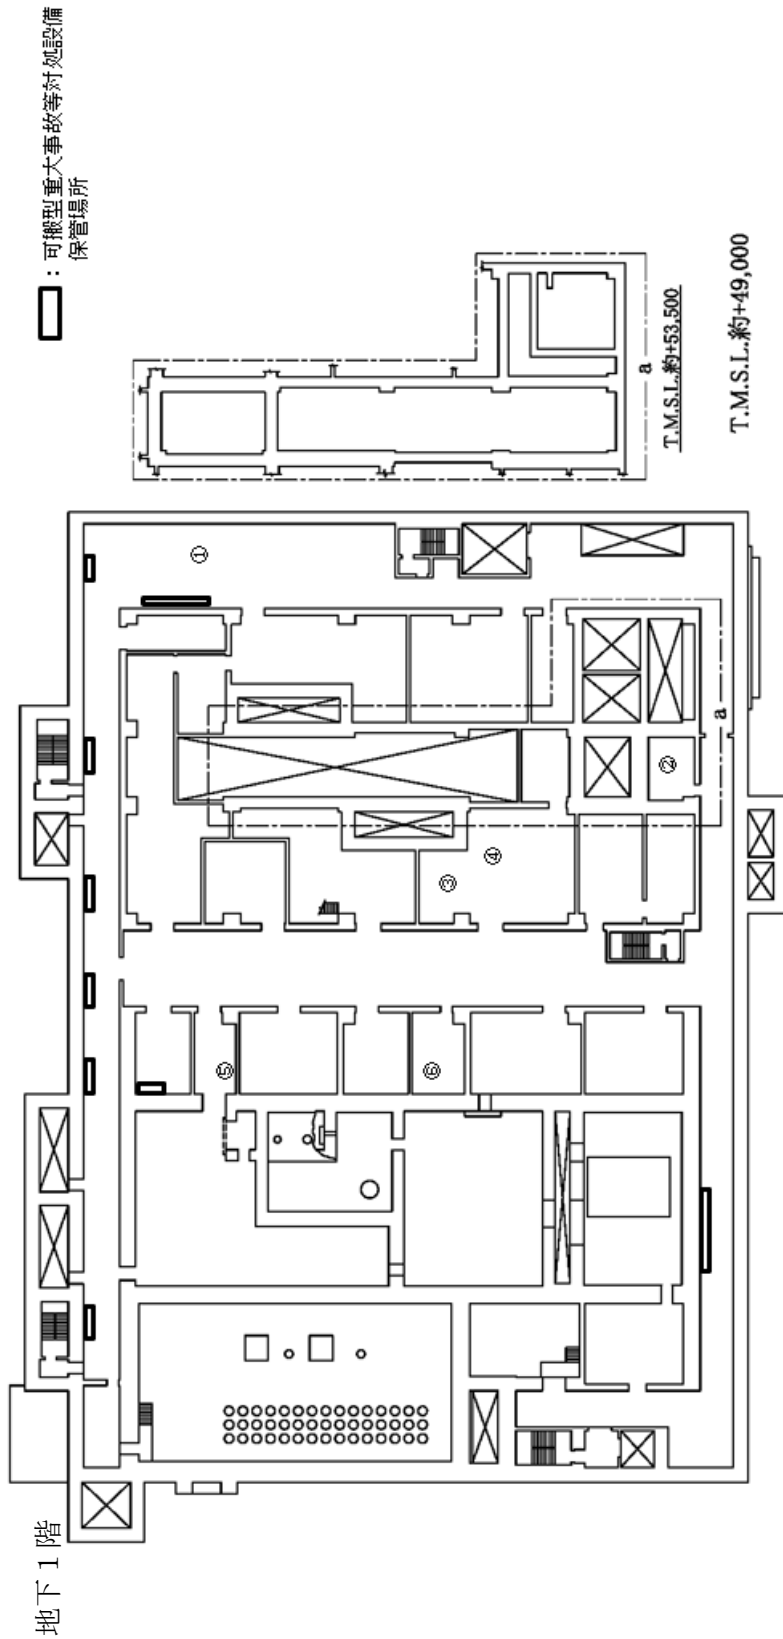 地下 1 階
：可搬型重大事故等対処設備
保管場所
①
②
③
④
⑤
⑥
a
a
T.M.S.L.約+53,500
T.M.S.L.約+49,000